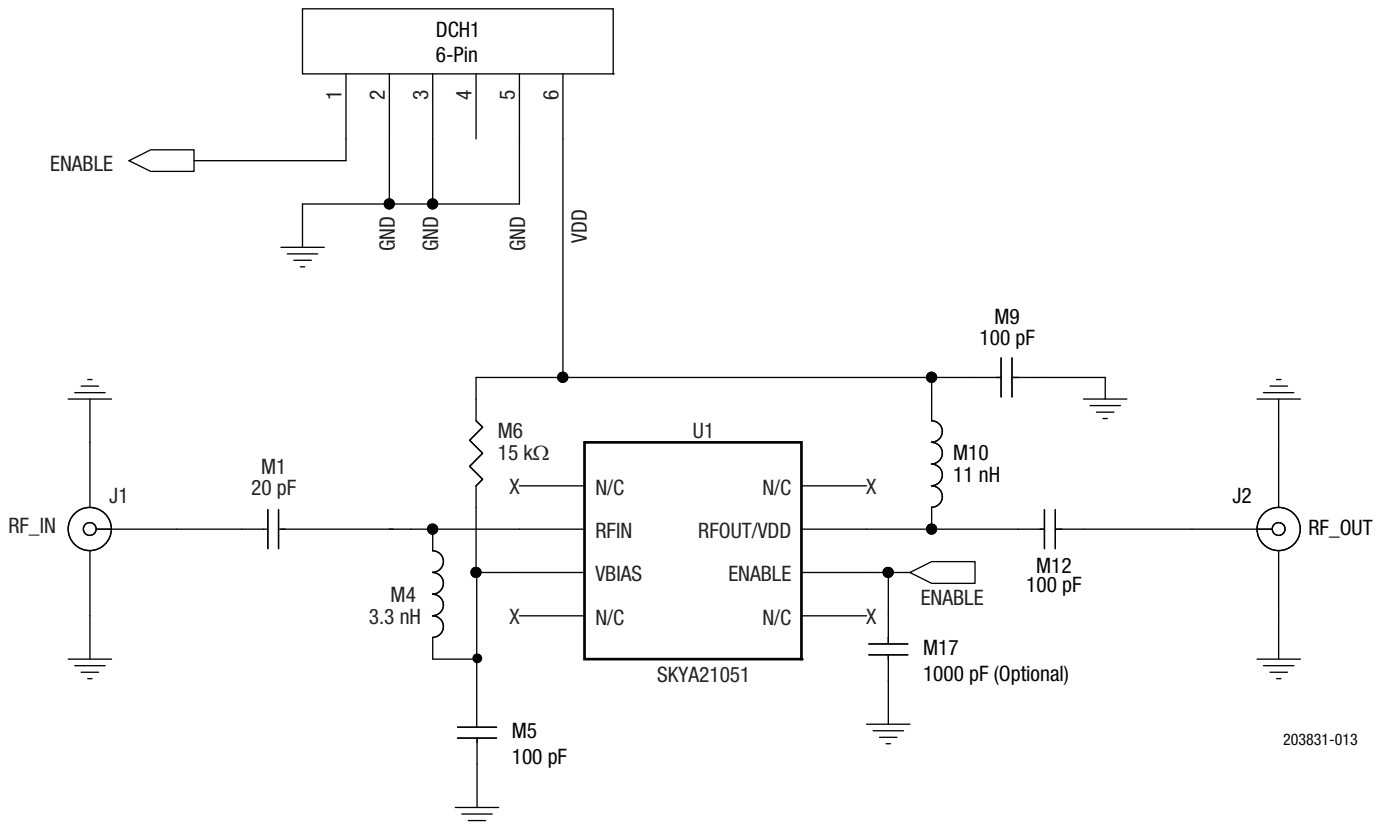 DCH1
6-Pin
1
2
3
4
5
6
ENABLE
GND
GND
GND
VDD
M9
100 pF
M6
15 kΩ
U1
M10
11 nH
M1
20 pF
J1
J2
X
N/C
N/C
X
RF_IN
RFIN
RFOUT/VDD
RF_OUT
M4
3.3 nH
VBIAS
ENABLE
M12
100 pF
ENABLE
X
N/C
N/C
X
SKYA21051
M17
1000 pF (Optional)
M5
100 pF
203831-013